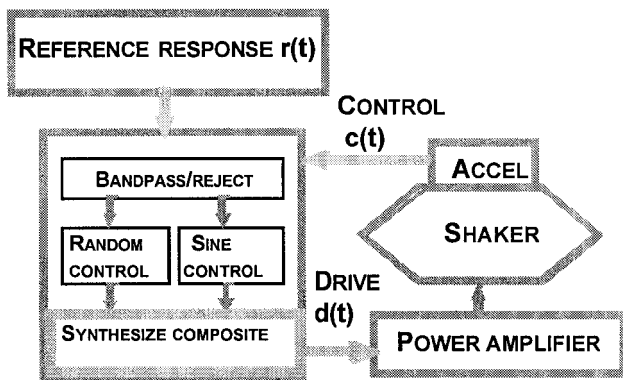 REFERENCE RESPONSE r(t)
CONTROL
c(t)
ACCEL
BANDPASS/REJECT
RANDOM
CONTROL
SINE
CONTROL
SHAKER
DRIVE
d(t)
SYNTHESIZE COMPOSITE
POWER AMPLIFIER